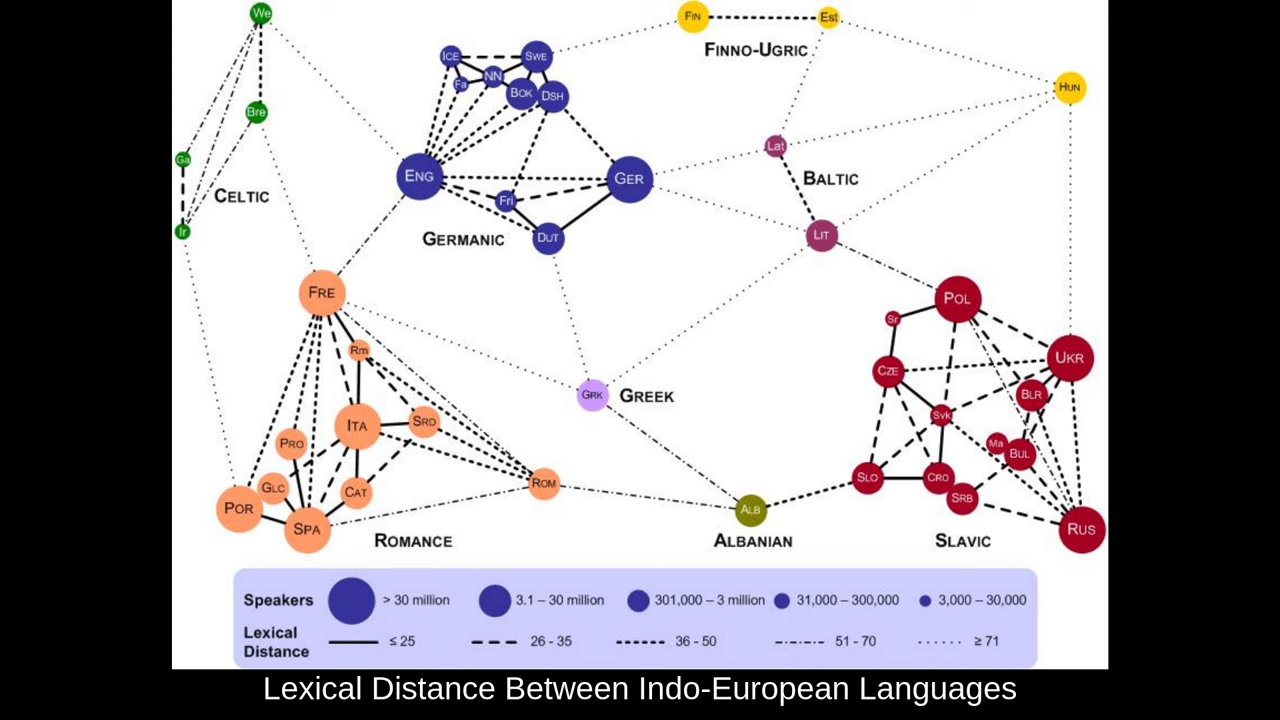 We
FIN
Est
ICE
SWE
FINNO-UGRIC
NN
Fa
BOK
DSH
HUN
Bre
Lat
Ga
ENG
GER
BALTIC
CELTIC
Fri
Ir
GERMANIC
DUT
LIT
FRE
POL
Sr
Rm
UKR
CZE
GRK
GREEK
BLR
ITA
SRD
Svk
PRO
Ma
BUL
GLC
CAT
ROM
SLO
CRO
SRB
POR
SPA
ALB
RUS
ROMANCE
ALBANIAN
SLAVIC
Speakers
> 30 million
3.1 – 30 million
301,000 – 3 million
31,000 – 300,000
3,000 – 30,000
Lexical
Distance
≤ 25
26 - 35
36 - 50
51 - 70
≥ 71
Lexical Distance Between Indo-European Languages